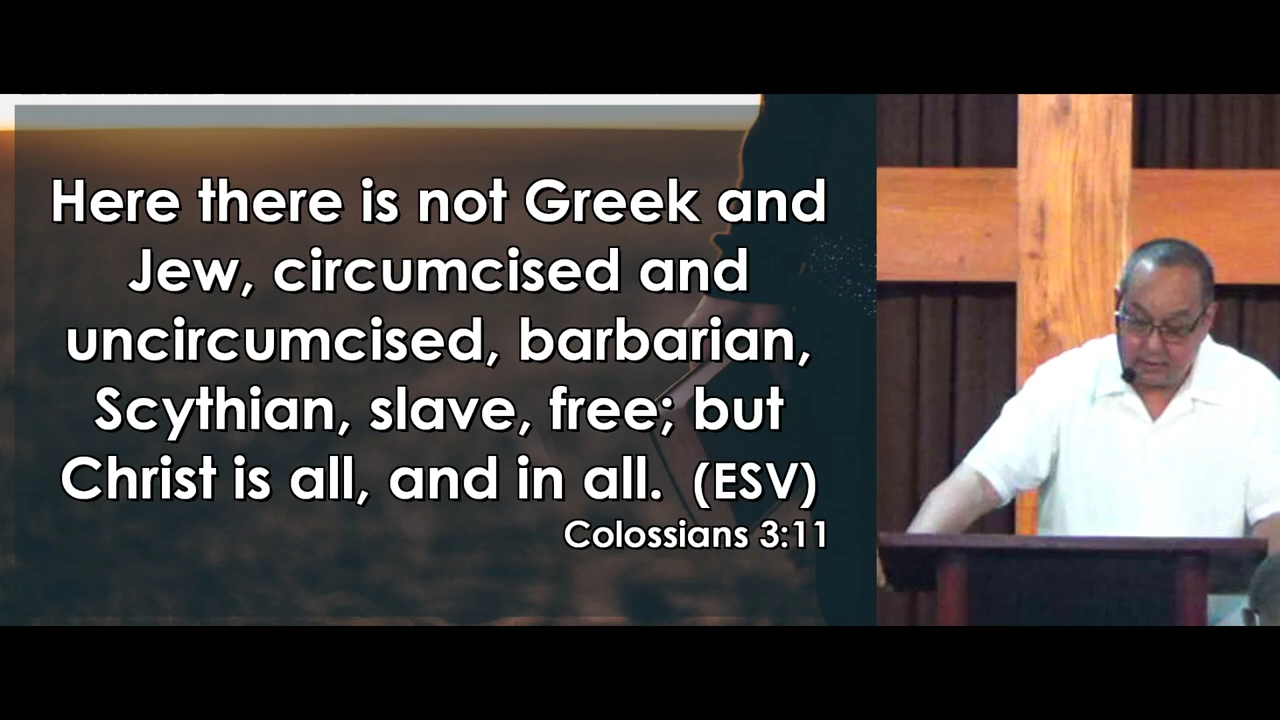 Here there is not Greek and
Jew, circumcised and
uncircumcised, barbarian,
Scythian, slave, free; but
Christ is all, and in all.  (ESV)
Colossians 3:11